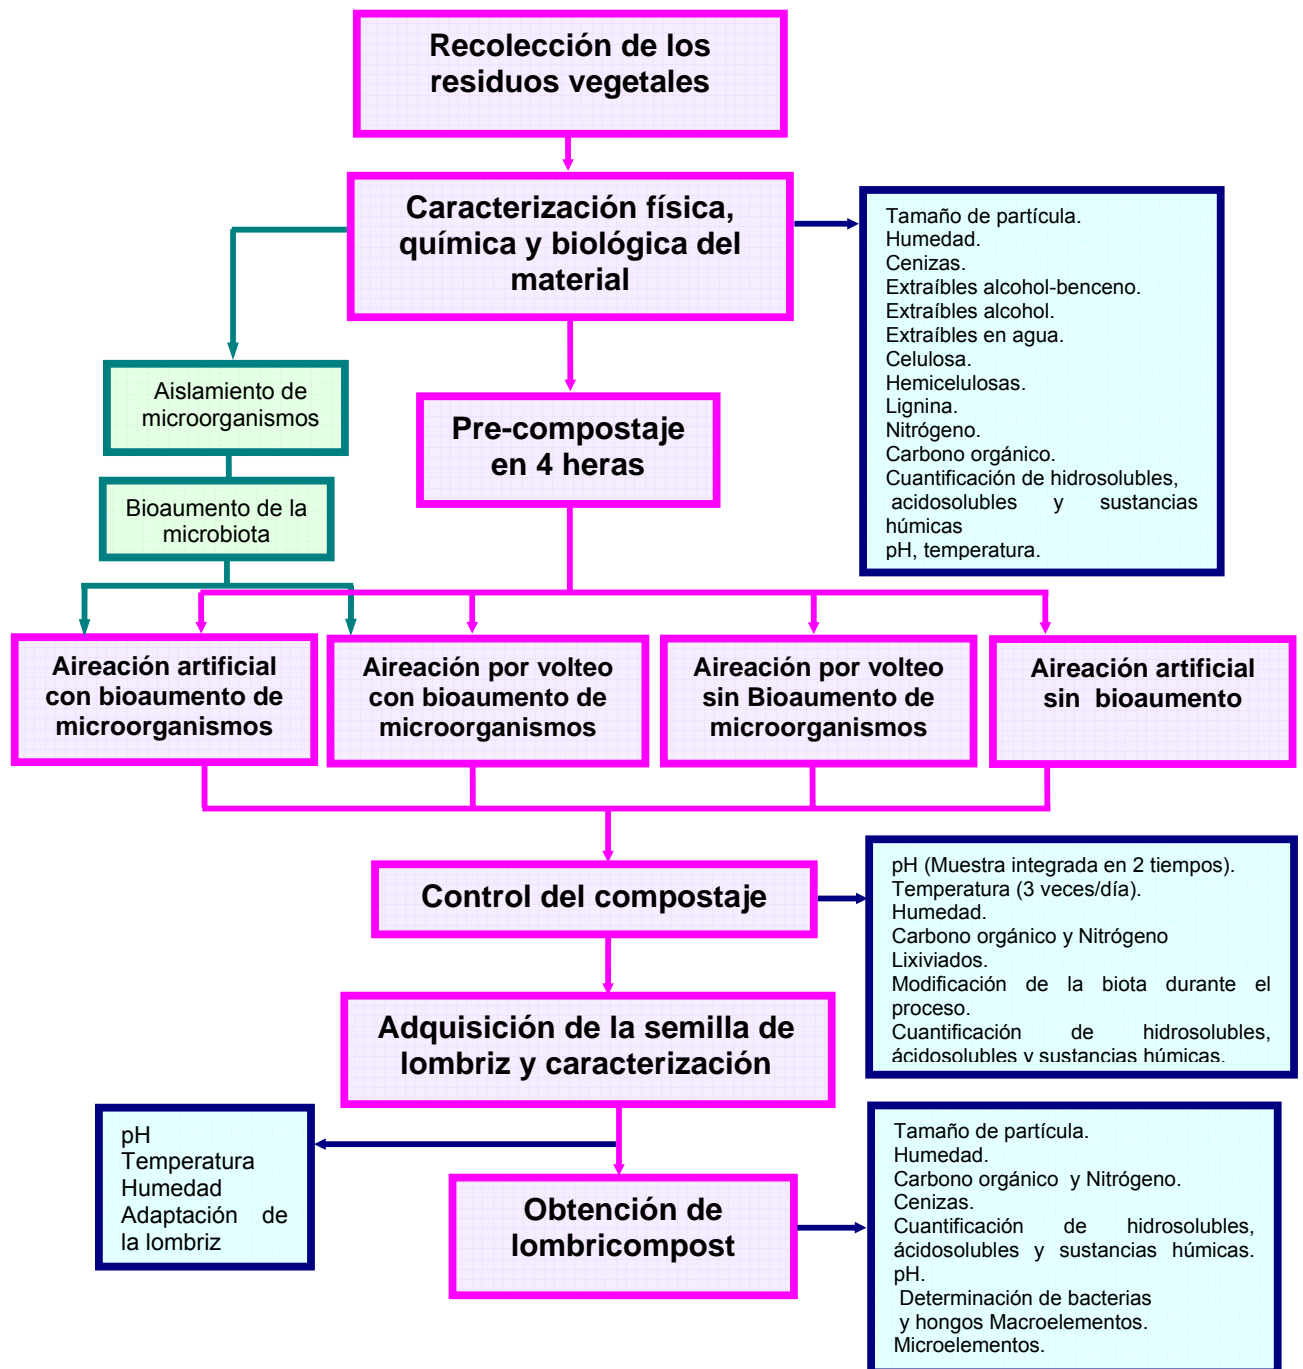 Recolección de los
residuos vegetales
Caracterización física,
química y biológica del
material
Tamaño de partícula.
Humedad.
Cenizas.
Extraíbles alcohol-benceno.
Extraíbles alcohol.
Extraíbles en agua.
Celulosa.
Hemicelulosas.
Lignina.
Nitrógeno.
Carbono orgánico.
Cuantificación de hidrosolubles,
acidosolubles y sustancias
húmicas
pH, temperatura.
Aislamiento de
microorganismos
Pre-compostaje
en 4 heras
Bioaumento de la
microbiota
Aireación artificial
con bioaumento de
microorganismos
Aireación por volteo
con bioaumento de
microorganismos
Aireación por volteo
sin Bioaumento de
microorganismos
Aireación artificial
sin bioaumento
Control del compostaje
pH (Muestra integrada en 2 tiempos).
Temperatura (3 veces/día).
Humedad.
Carbono orgánico y Nitrógeno
Lixiviados.
Modificación de la biota durante el
proceso.
Cuantificación de hidrosolubles,
ácidosolubles y sustancias húmicas.
Adquisición de la semilla de
lombriz y caracterización
pH
Temperatura
Humedad
Adaptación de
la lombriz
Obtención de
lombricompost
Tamaño de partícula.
Humedad.
Carbono orgánico y Nitrógeno.
Cenizas.
Cuantificación de hidrosolubles,
ácidosolubles y sustancias húmicas.
pH.
Determinación de bacterias
y hongos Macroelementos.
Microelementos.